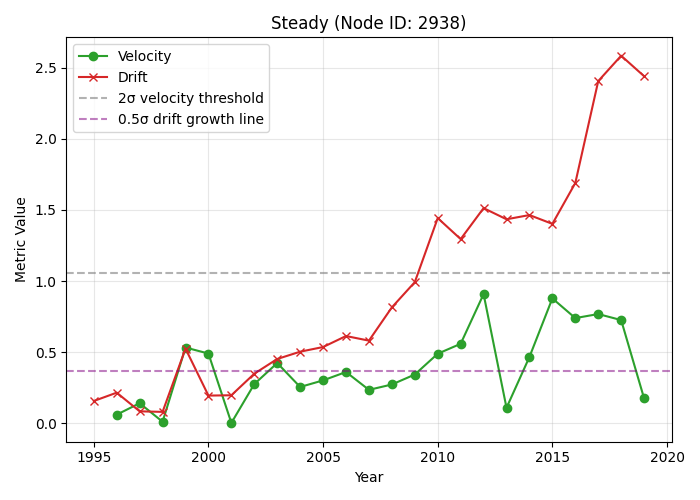 Steady (Node ID: 2938)
Velocity
Drift
2σ velocity threshold
0.5σ drift growth line
Metric Value
2.5
2.0
1.5
1.0
0.5
0.0
1995
2000
2005
2010
2015
2020
Year